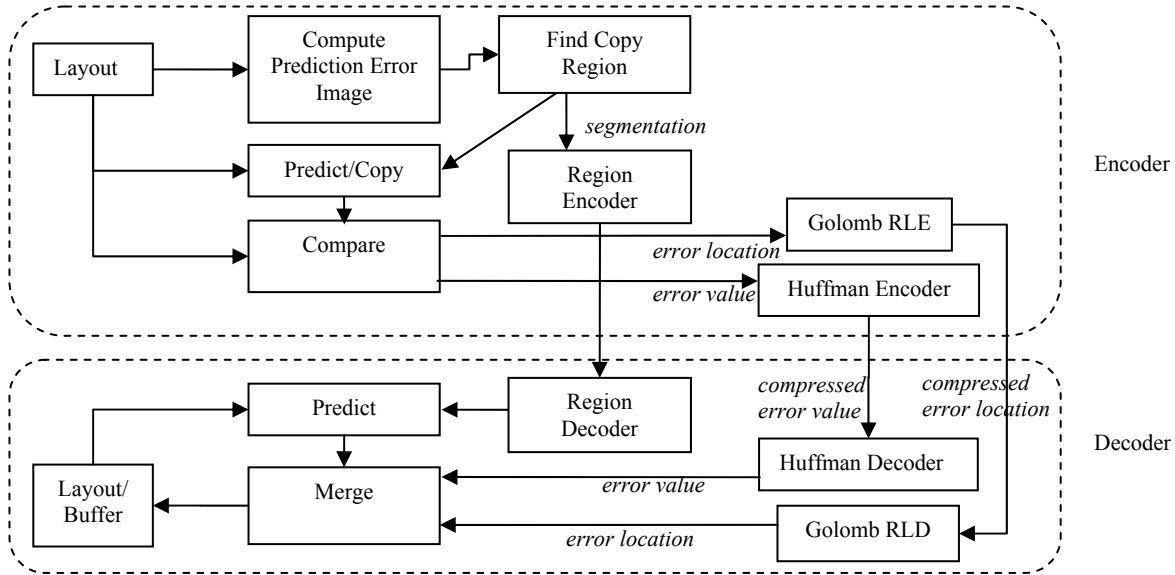 Layout
Compute
Prediction Error
Image
Find Copy
Region
segmentation
Predict/Copy
Region
Encoder
Encoder
Compare
Golomb RLE
error location
error value
Huffman Encoder
compressed
error value
compressed
error location
Predict
Region
Decoder
Decoder
Huffman Decoder
Layout/
Buffer
Merge
error value
Golomb RLD
error location